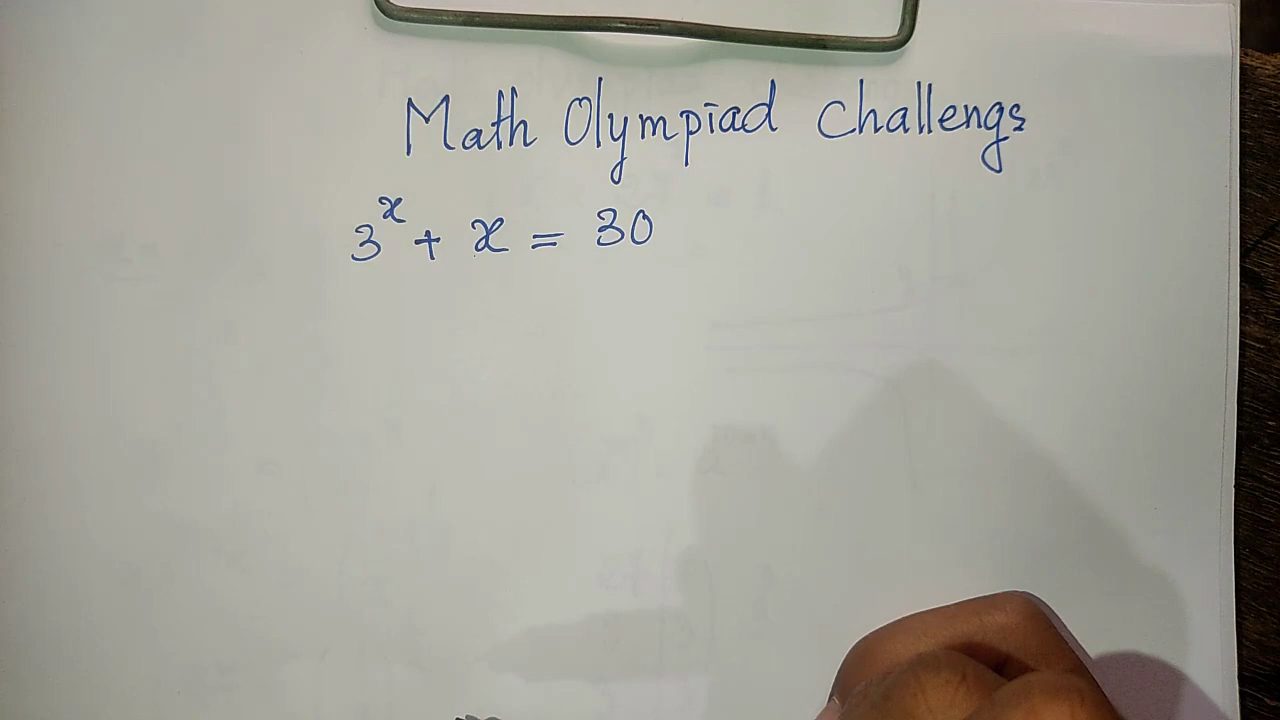 Math Olympiad Challengs
3^x + x = 30